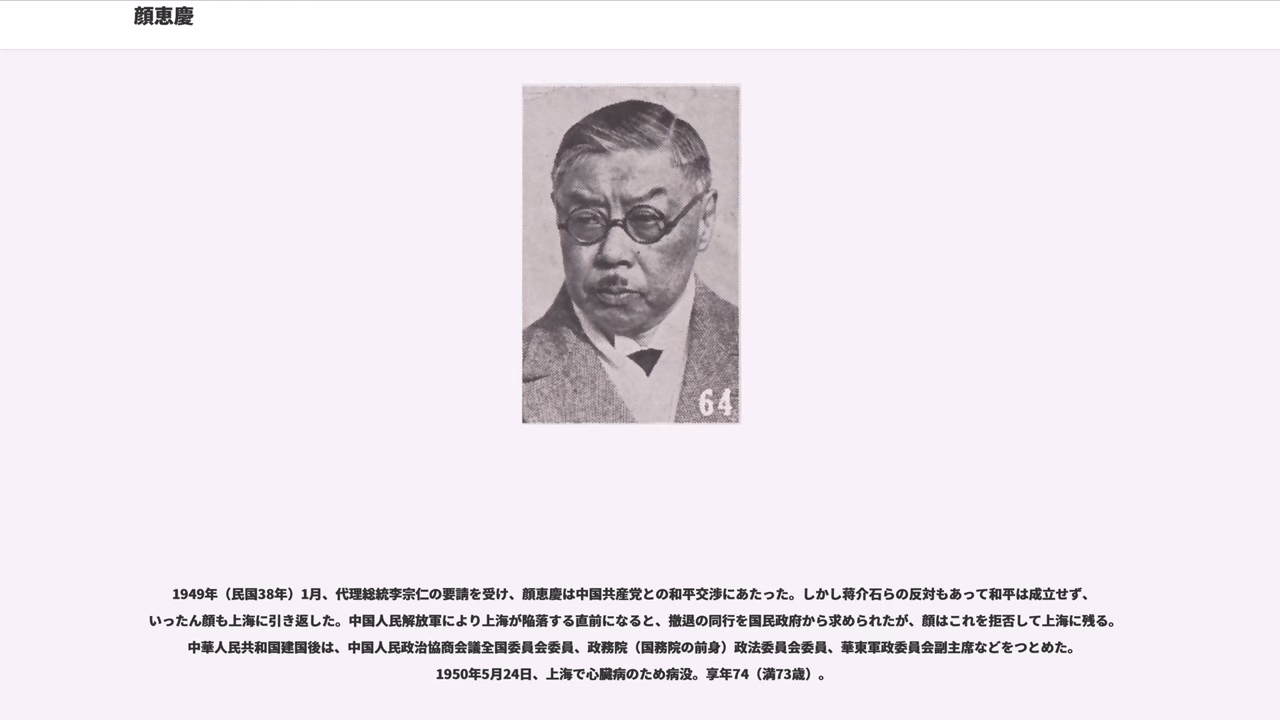 顔恵慶
64
1949年（民国38年）1月、代理総統李宗仁の要請を受け、顔恵慶は中国共産党との和平交渉にあたった。しかし蒋介石らの反対もあって和平は成立せず、
いったん顔も上海に引き返した。中国人民解放軍により上海が陥落する直前になると、撤退の同行を国民政府から求められたが、顔はこれを拒否して上海に残る。
中華人民共和国建国後は、中国人民政治協商会議全国委員会委員、政務院（国務院の前身）政法委員会委員、華東軍政委員会副主席などをつとめた。
1950年5月24日、上海で心臓病のため病没。享年74（満73歳）。